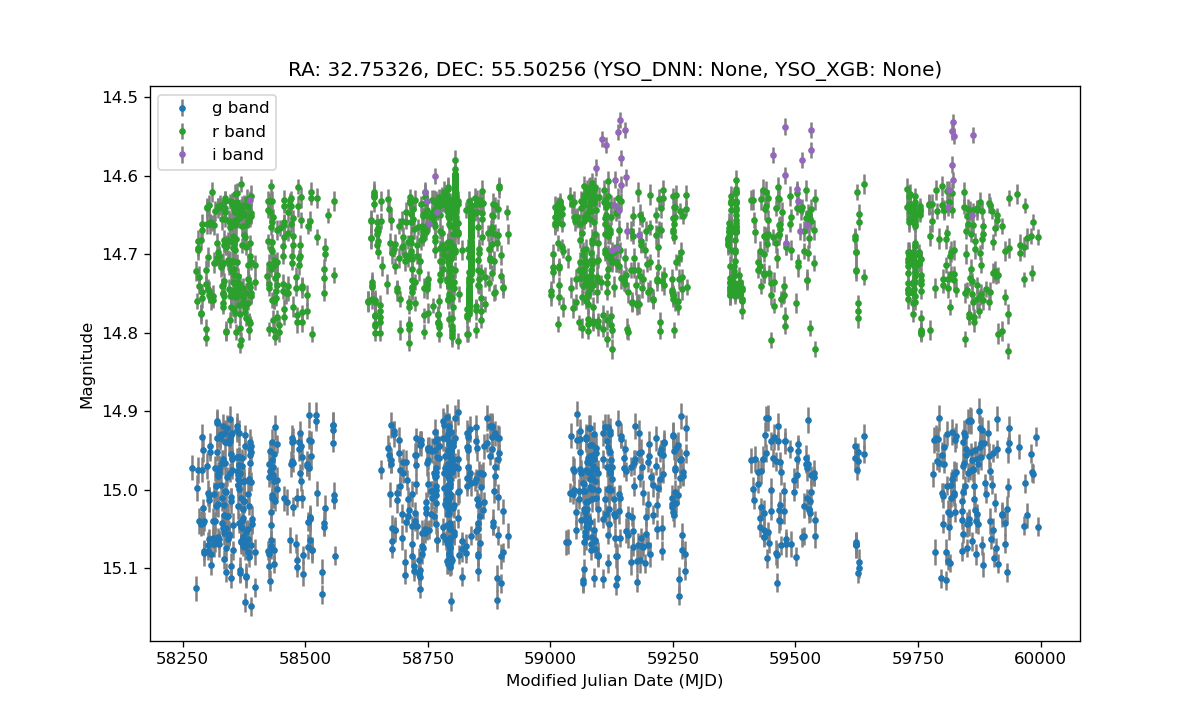 RA: 32.75326, DEC: 55.50256 (YSO_DNN: None, YSO_XGB: None)
g band
r band
i band
14.5
14.6
14.7
14.8
14.9
15.0
15.1
Magnitude
58250
58500
58750
59000
59250
59500
59750
60000
Modified Julian Date (MJD)